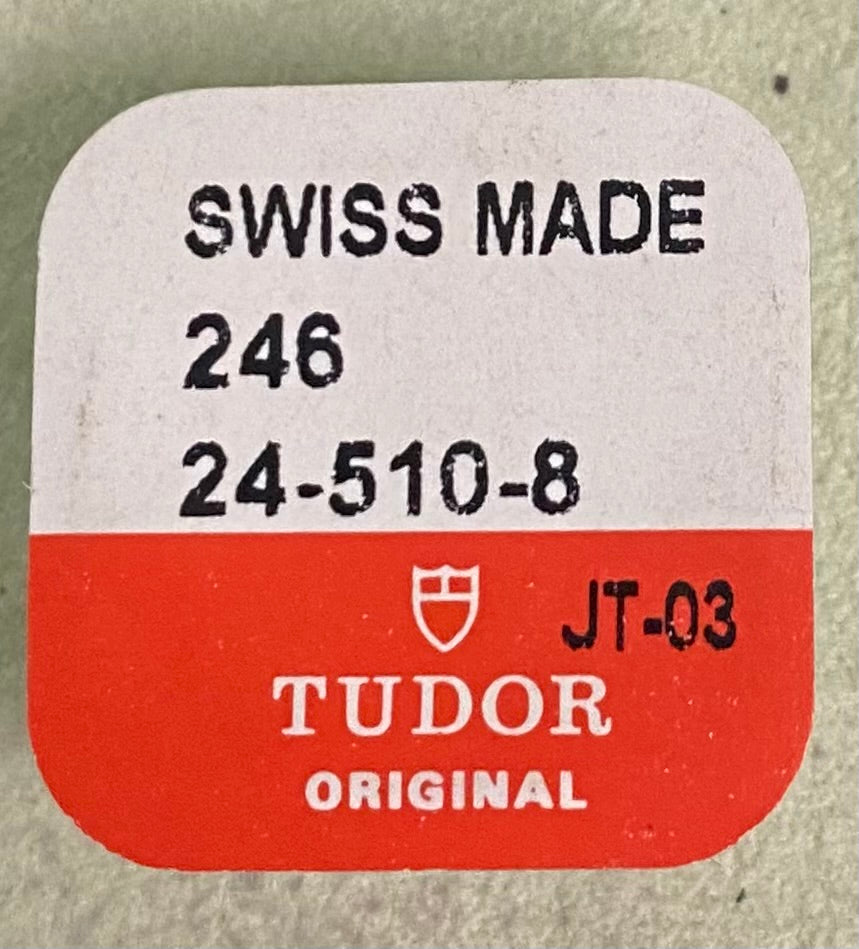 SWISS MADE
246
24-510-8
JT-03
TUDOR
ORIGINAL